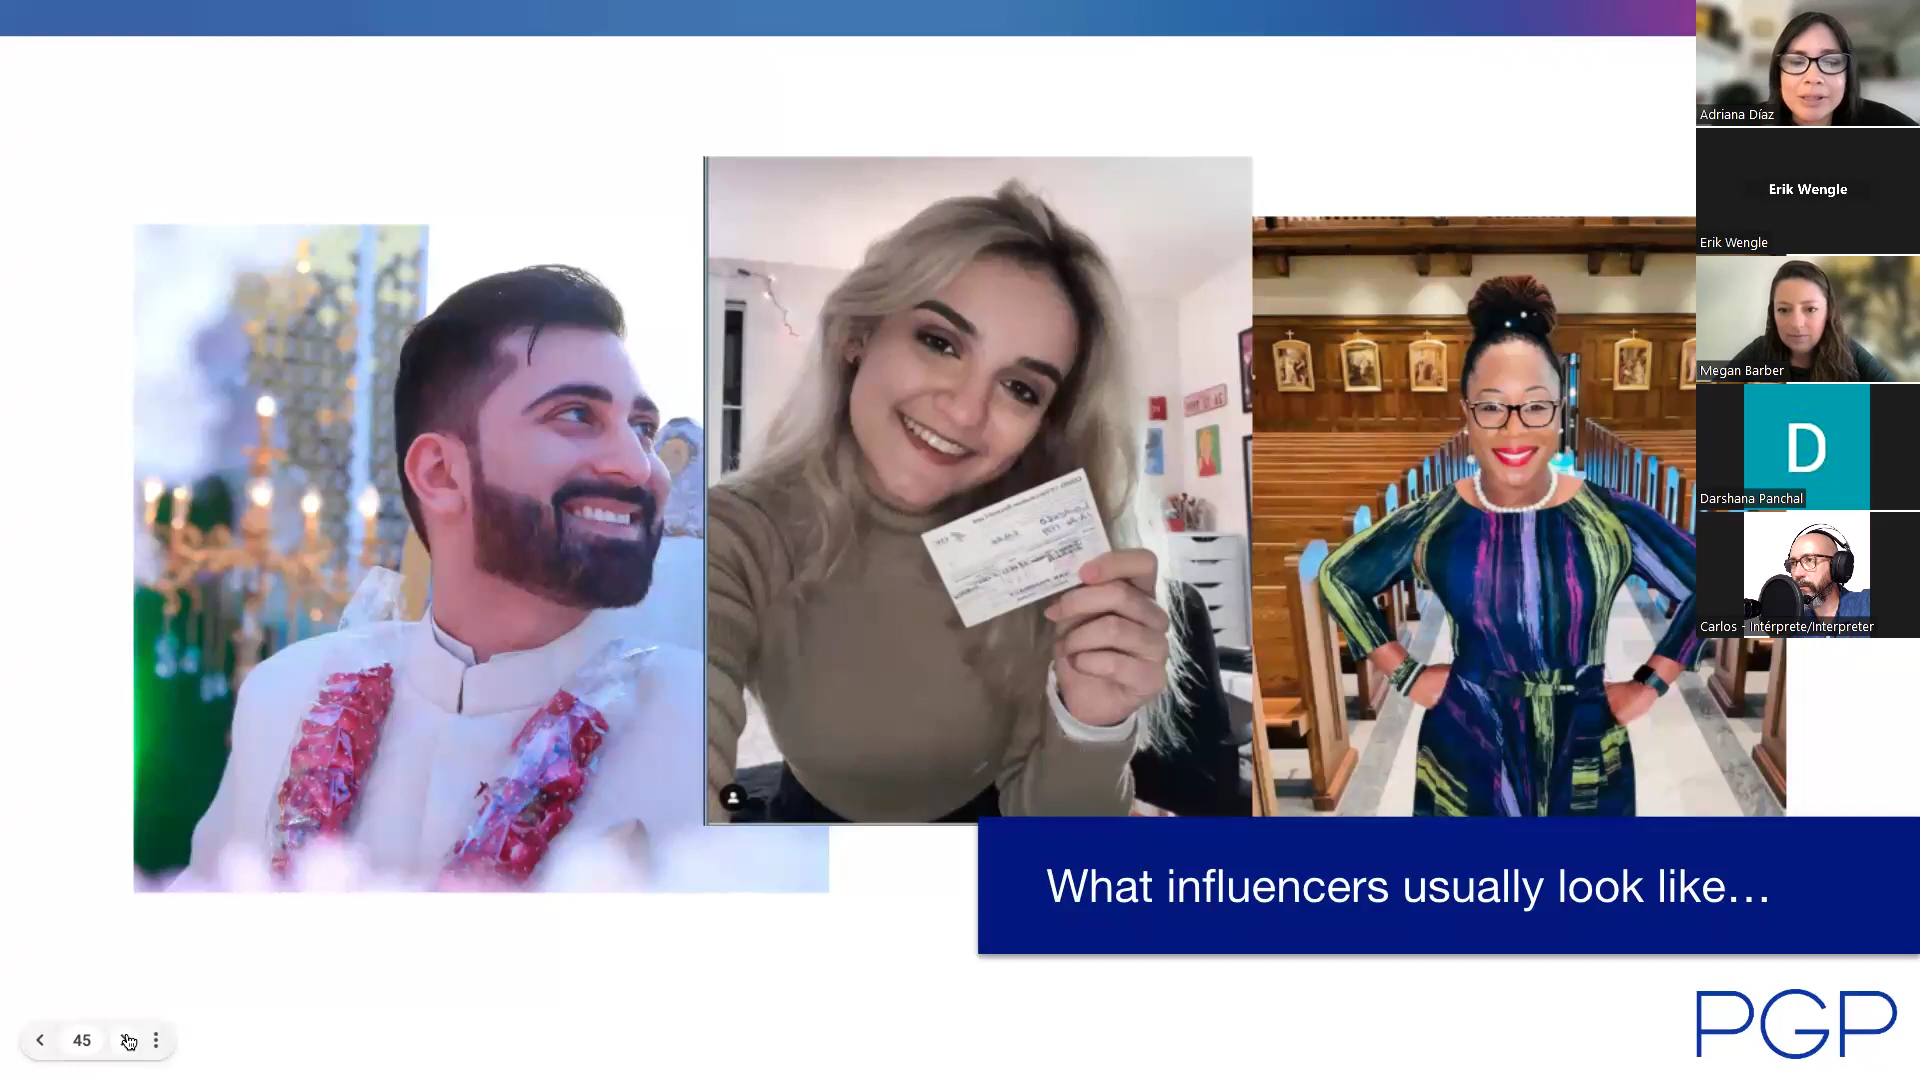 Adriana Díaz
Erik Wengle
Erik Wengle
Megan Barber
D
Darshana Panchal
Carlos - Intérprete/Interpreter
What influencers usually look like…
PGP
45